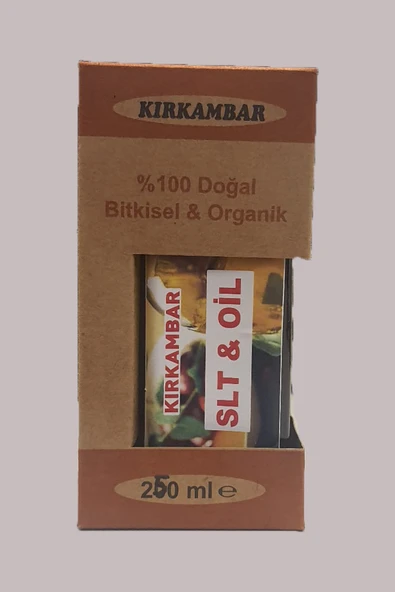 KIRKAMBAR
%100 Doğal
Bitkisel & Organik
KIRKAMBAR
SLT & OİL
250 ml ℮